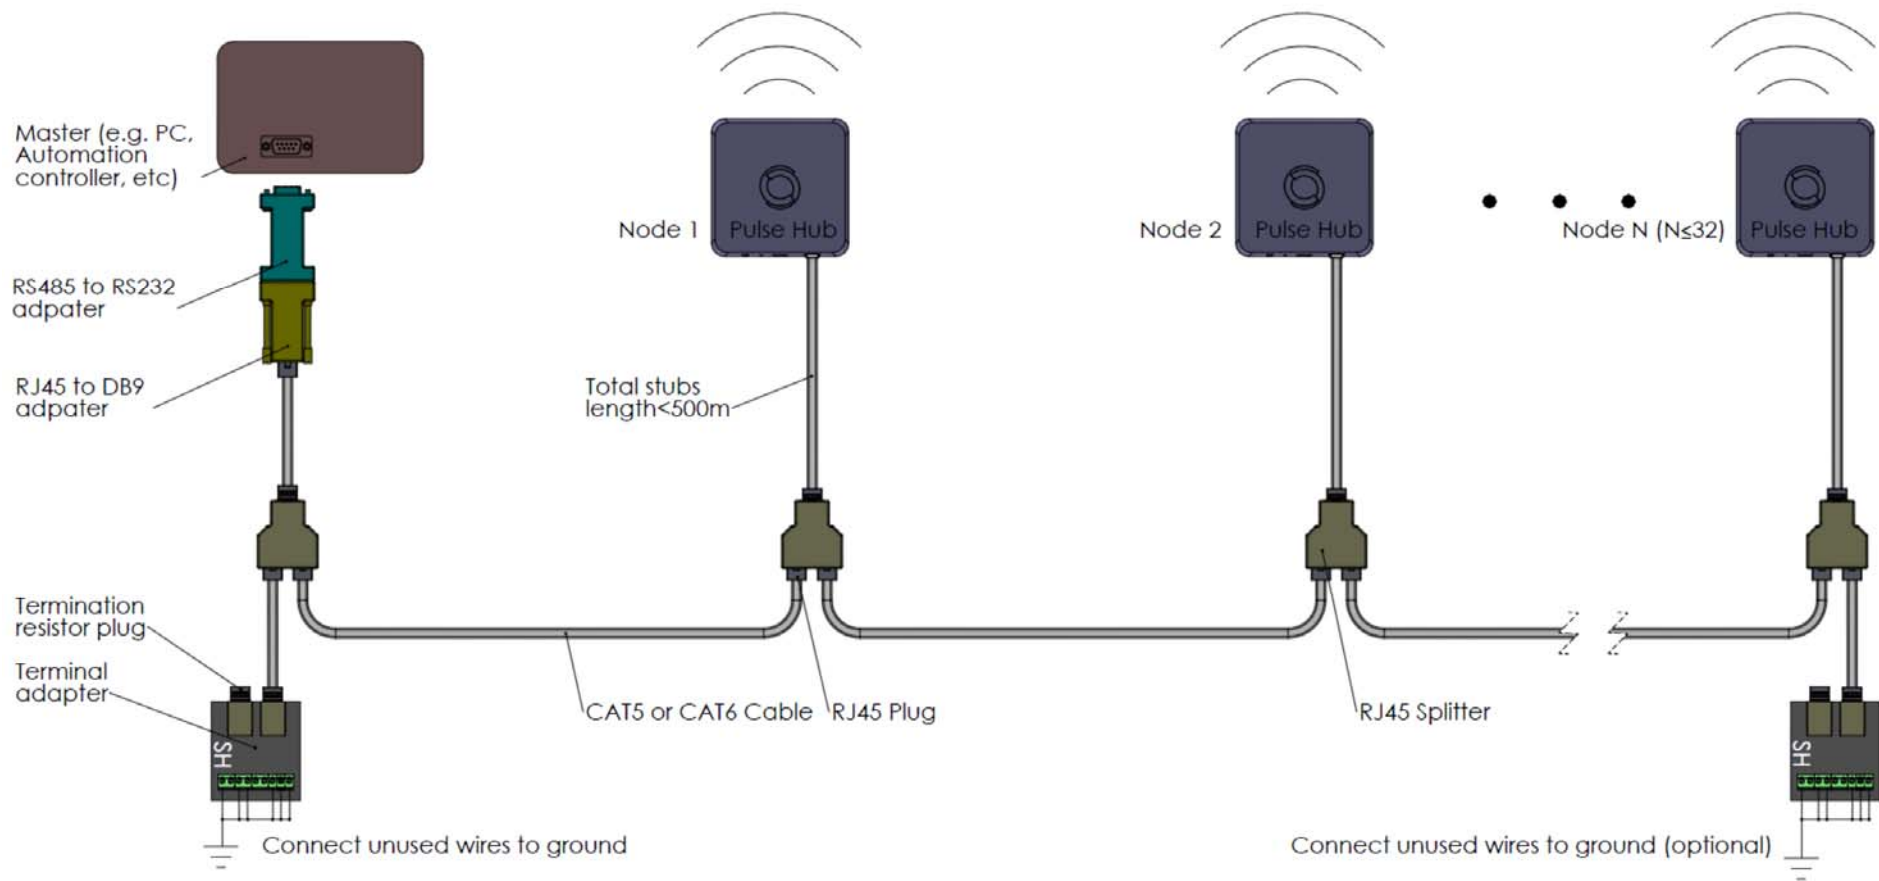 Master (e.g. PC,
Automation
controller, etc)
Node 1
Pulse Hub
Node 2
Pulse Hub
Node N (N≤32)
Pulse Hub
RS485 to RS232
adpater
RJ45 to DB9
adpater
Total stubs
length<500m
Termination
resistor plug
Terminal
adapter
CAT5 or CAT6 Cable
RJ45 Plug
RJ45 Splitter
SH
SH
Connect unused wires to ground
Connect unused wires to ground (optional)